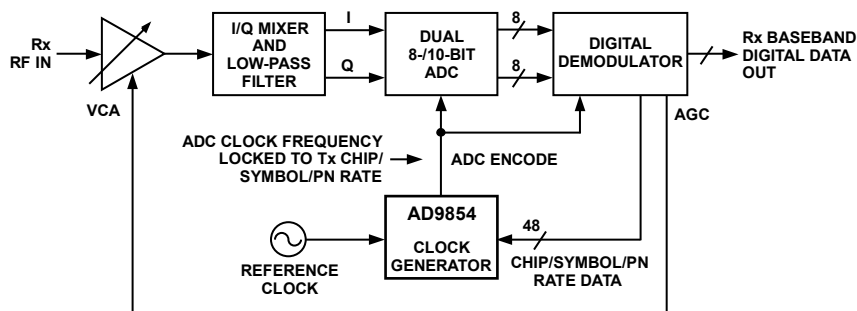 Rx
RF IN
VCA
I/Q MIXER
AND
LOW-PASS
FILTER
I
Q
DUAL
8-/10-BIT
ADC
8
8
DIGITAL
DEMODULATOR
Rx BASEBAND
DIGITAL DATA
OUT
AGC
ADC CLOCK FREQUENCY
LOCKED TO Tx CHIP/
SYMBOL/PN RATE
ADC ENCODE
AD9854
CLOCK
GENERATOR
48
CHIP/SYMBOL/PN
RATE DATA
REFERENCE
CLOCK